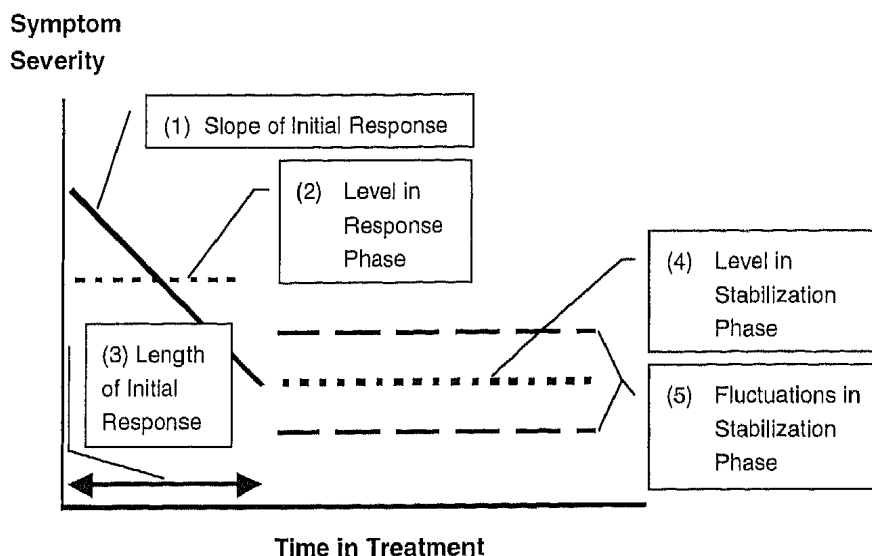 Symptom
Severity
(1) Slope of Initial Response
(2) Level in
Response
Phase
(3) Length
of Initial
Response
(4) Level in
Stabilization
Phase
(5) Fluctuations in
Stabilization
Phase
Time in Treatment